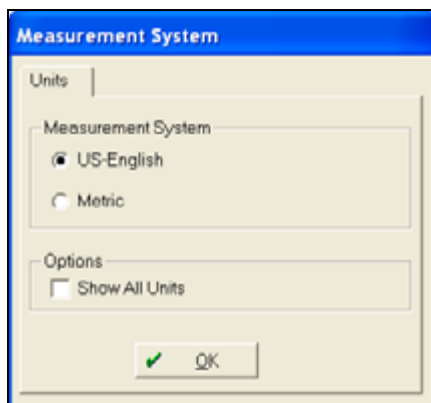 Measurement System
Units
Measurement System
US-English
Metric
Options
Show All Units
OK